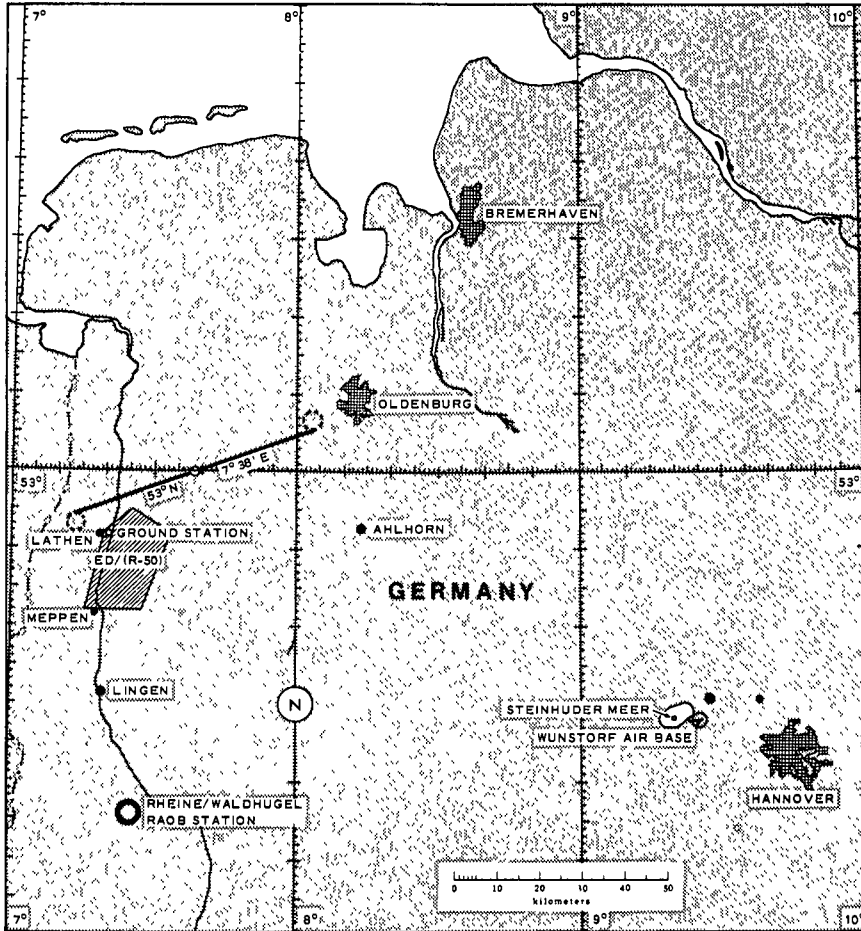 7°
8°
9°
10°
BREMERHAVEN
OLDENBURG
7° 38' E
53° N
53°
53°
LATHEN
GROUND STATION
ED/(R-50)
AHLHORN
GERMANY
MEPPEN
LINGEN
N
STEINHUDER MEER
WUNSTORF AIR BASE
HANNOVER
RHEINE/WALDHUGEL
RAOB STATION
0 10 20 10 40 50
kilometers
7°
8°
9°
10°